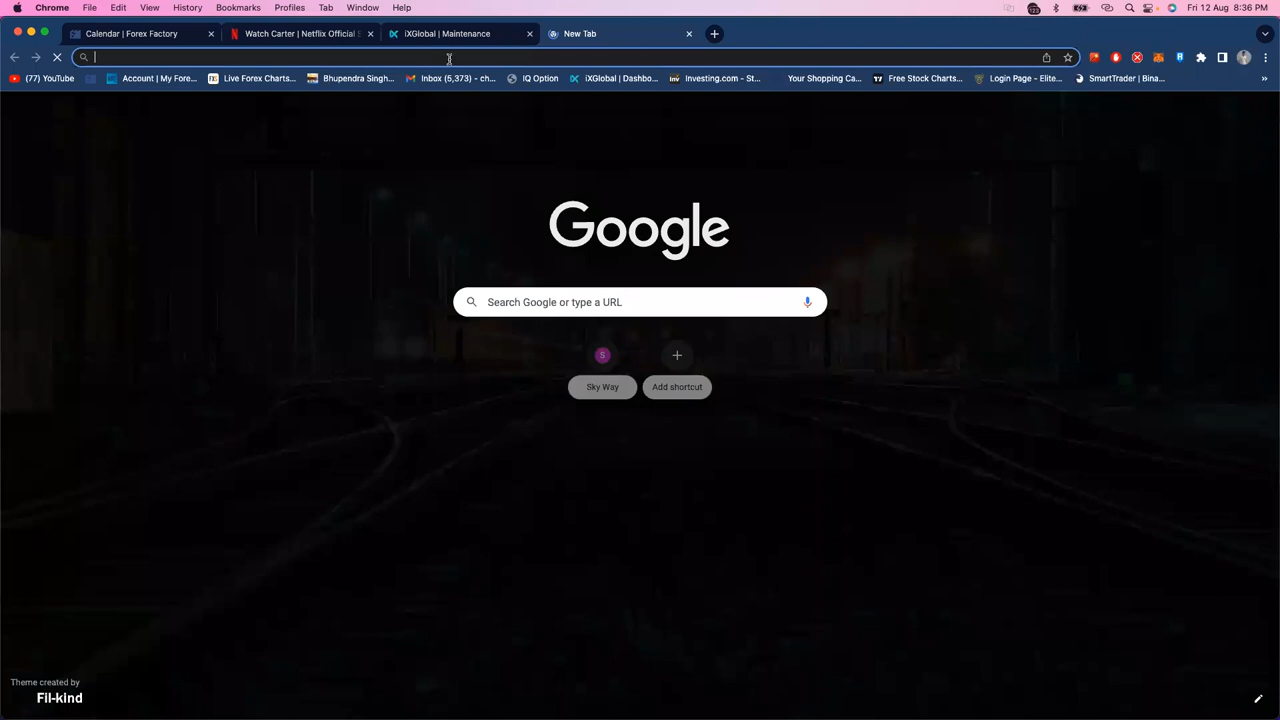 Chrome File Edit View History Bookmarks Profiles Tab Window Help Fri 12 Aug 8:36 PM
Calendar | Forex Factory Watch Carter | Netflix Official S iXGlobal | Maintenance New Tab
(77) YouTube Account | My Fore... Live Forex Charts... Bhupendra Singh... Inbox (5,373) - ch... IQ Option iXGlobal | Dashbo... Investing.com - St... Your Shopping Ca... Free Stock Charts... Login Page - Elite... SmartTrader | Bina...
Google
Search Google or type a URL
S
Sky Way Add shortcut
Theme created by
Fil-kind